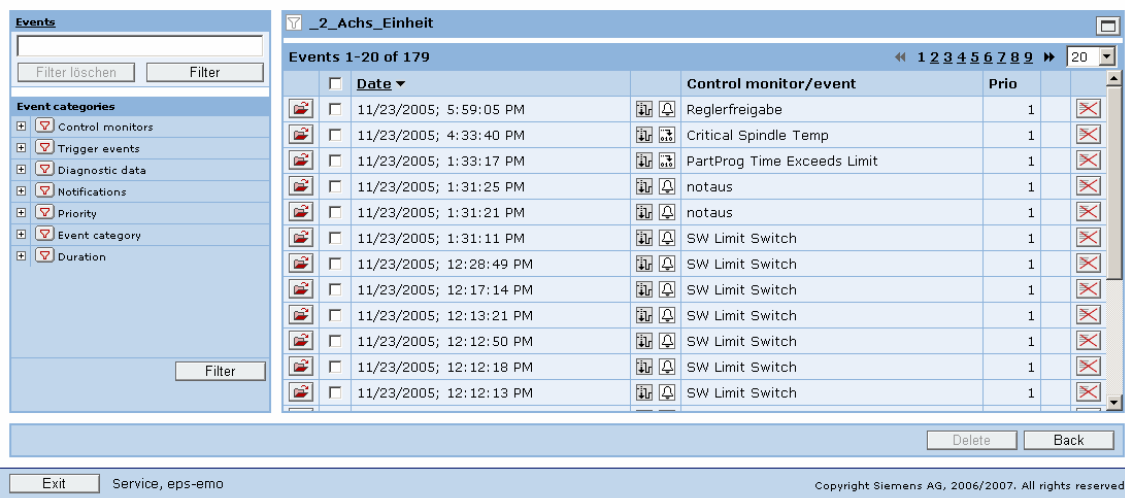 Events
Filter löschen Filter
Event categories
Control monitors
Trigger events
Diagnostic data
Notifications
Priority
Event category
Duration
Filter
_2_Achs_Einheit
Events 1-20 of 179 1 2 3 4 5 6 7 8 9 20
Date Control monitor/event Prio
11/23/2005; 5:59:05 PM Reglerfreigabe 1
11/23/2005; 4:33:40 PM Critical Spindle Temp 1
11/23/2005; 1:33:17 PM PartProg Time Exceeds Limit 1
11/23/2005; 1:31:25 PM notaus 1
11/23/2005; 1:31:21 PM notaus 1
11/23/2005; 1:31:11 PM SW Limit Switch 1
11/23/2005; 12:28:49 PM SW Limit Switch 1
11/23/2005; 12:17:14 PM SW Limit Switch 1
11/23/2005; 12:13:21 PM SW Limit Switch 1
11/23/2005; 12:12:50 PM SW Limit Switch 1
11/23/2005; 12:12:18 PM SW Limit Switch 1
11/23/2005; 12:12:13 PM SW Limit Switch 1
Delete Back
Exit Service, eps-emo Copyright Siemens AG, 2006/2007. All rights reserved